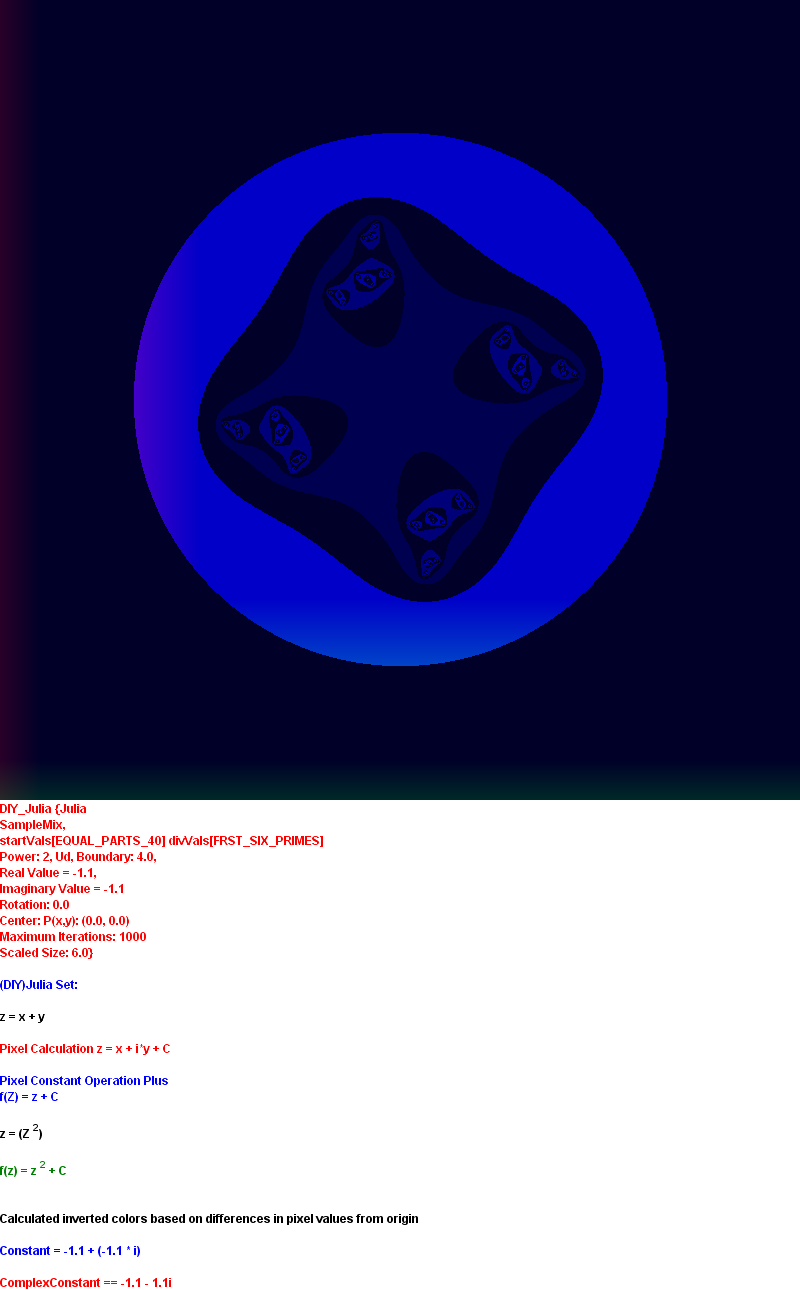 DIY_Julia {Julia
SampleMix,
startVals[EQUAL_PARTS_40] divVals[FRST_SIX_PRIMES]
Power: 2, Ud, Boundary: 4.0,
Real Value = -1.1,
Imaginary Value = -1.1
Rotation: 0.0
Center: P(x,y): (0.0, 0.0)
Maximum Iterations: 1000
Scaled Size: 6.0}
(DIY)Julia Set:
z = x + y
Pixel Calculation z = x + i*y + C
Pixel Constant Operation Plus
f(Z) = z + C
z = (Z ²)
f(z) = z ² + C
Calculated inverted colors based on differences in pixel values from origin
Constant = -1.1 + (-1.1 * i)
ComplexConstant == -1.1 - 1.1i